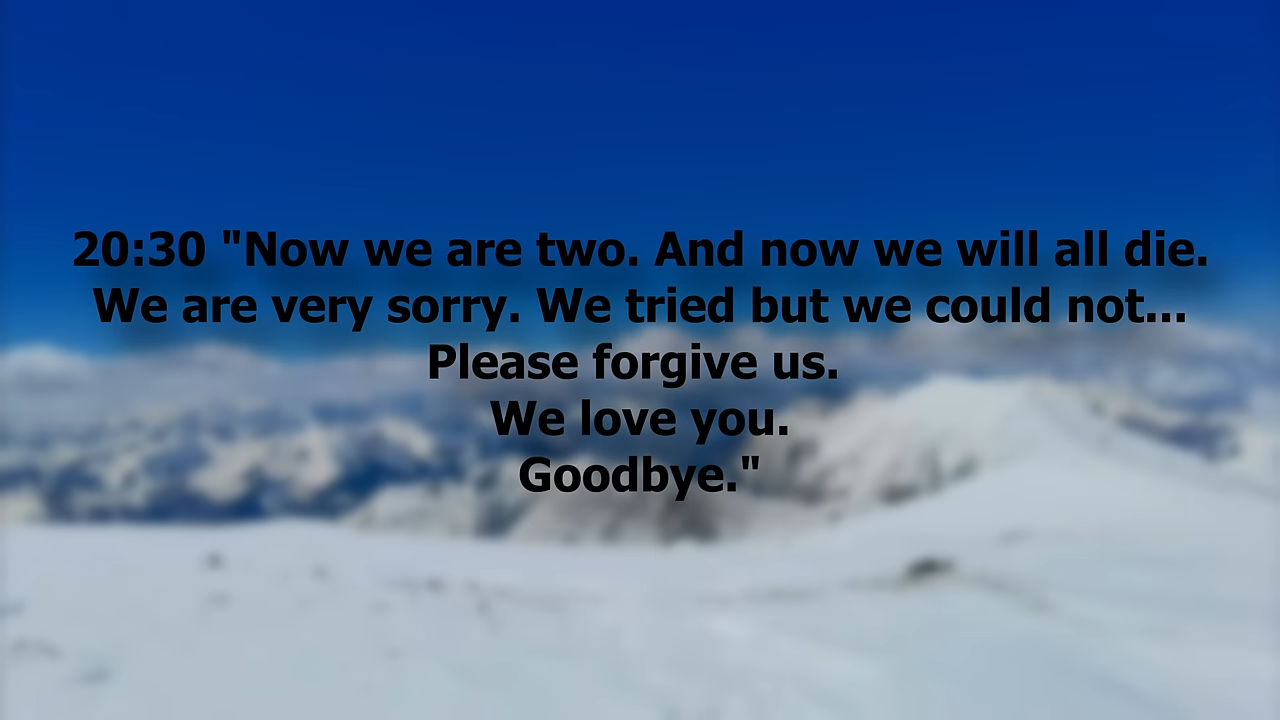 20:30 "Now we are two. And now we will all die.
We are very sorry. We tried but we could not...
Please forgive us.
We love you.
Goodbye."